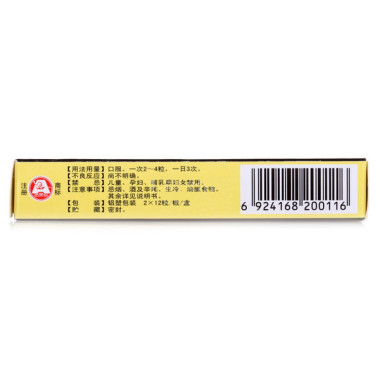 注册
商标
【用法用量】口服。一次2～4粒，一日3次。
【不良反应】尚不明确。
【禁　　忌】儿童、孕妇、哺乳期妇女禁用。
【注意事项】忌烟、酒及辛辣、生冷、油腻食物。
其余详见说明书。
【包　　装】铝塑包装 2×12粒/板/盒
【贮　　藏】密封。
6 924168 200116